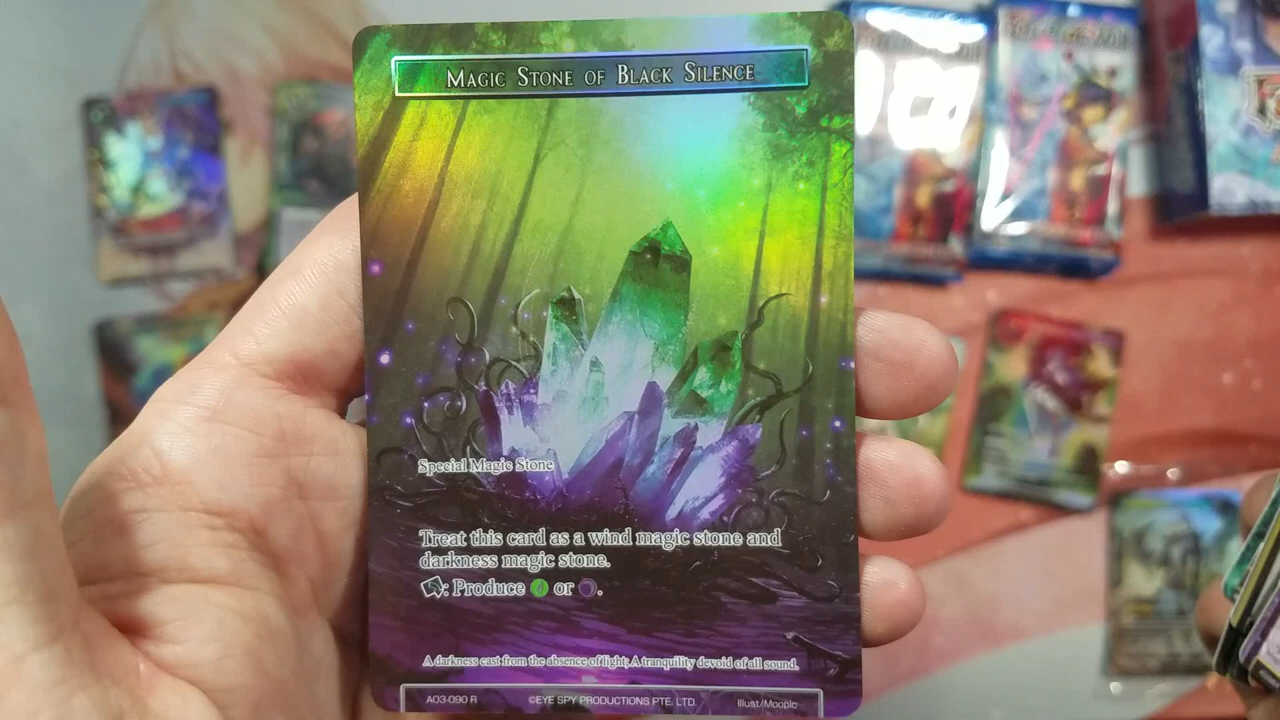 MAGIC STONE OF BLACK SILENCE
Special Magic Stone
Treat this card as a wind magic stone and
darkness magic stone.
: Produce or .
A darkness cast from the absence of light; A tranquility devoid of all sound.
A03-090 R ©EYE SPY PRODUCTIONS PTE. LTD. Illust/Moopic